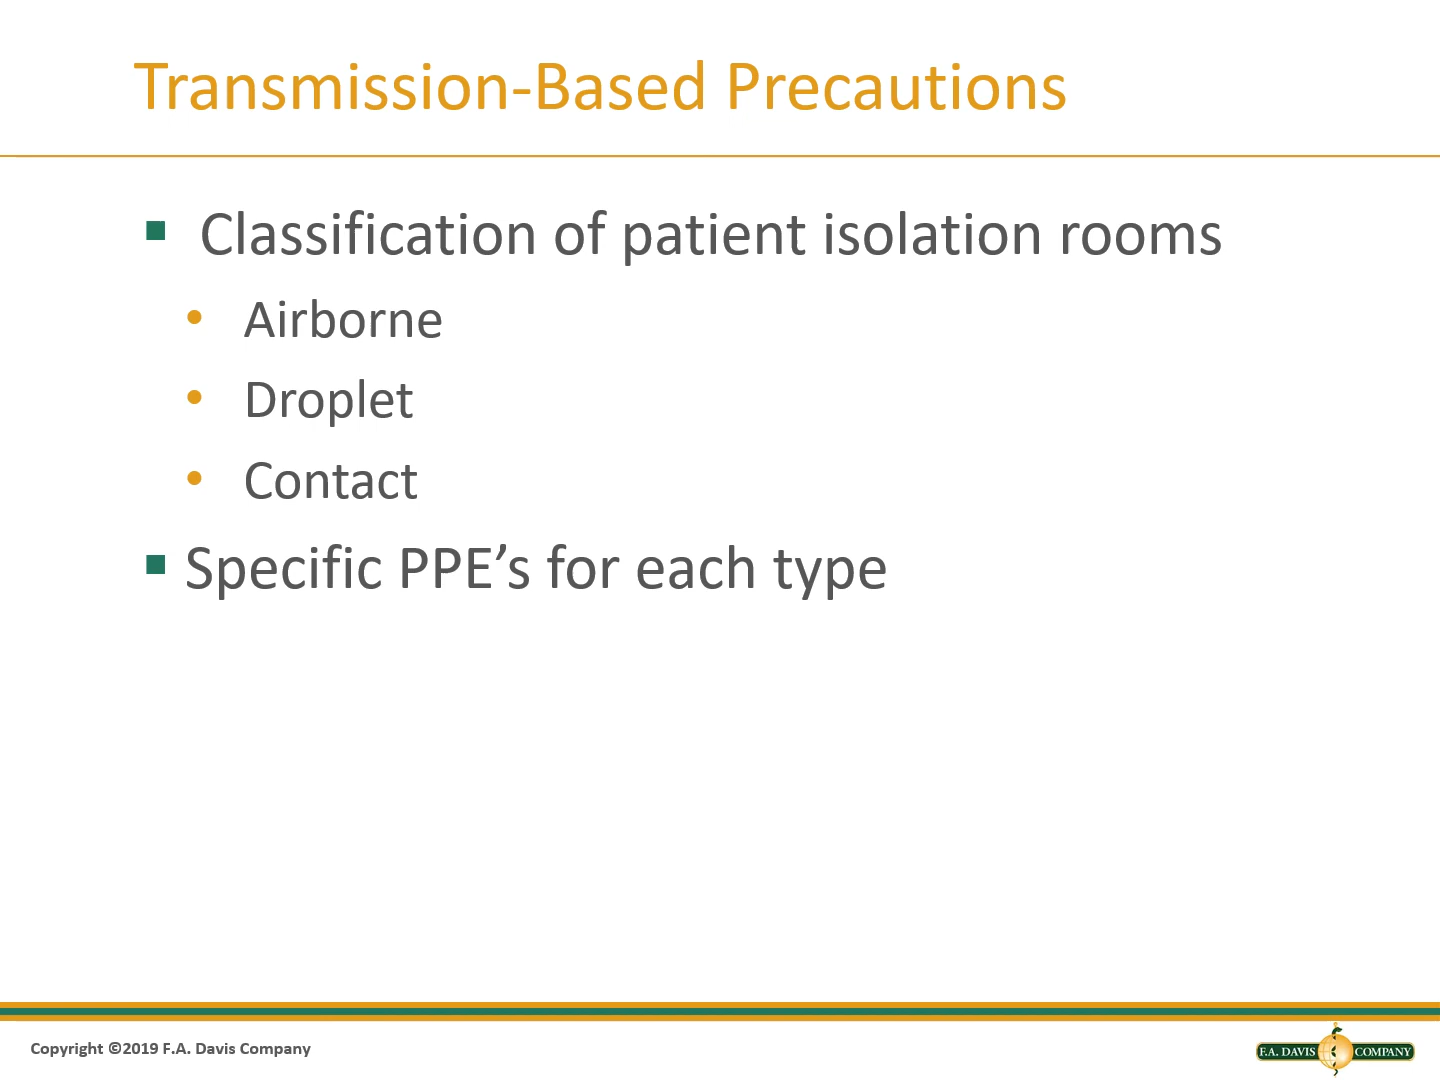 Transmission-Based Precautions
Classification of patient isolation rooms
Airborne
Droplet
Contact
Specific PPE’s for each type
Copyright ©2019 F.A. Davis Company
F.A. DAVIS COMPANY